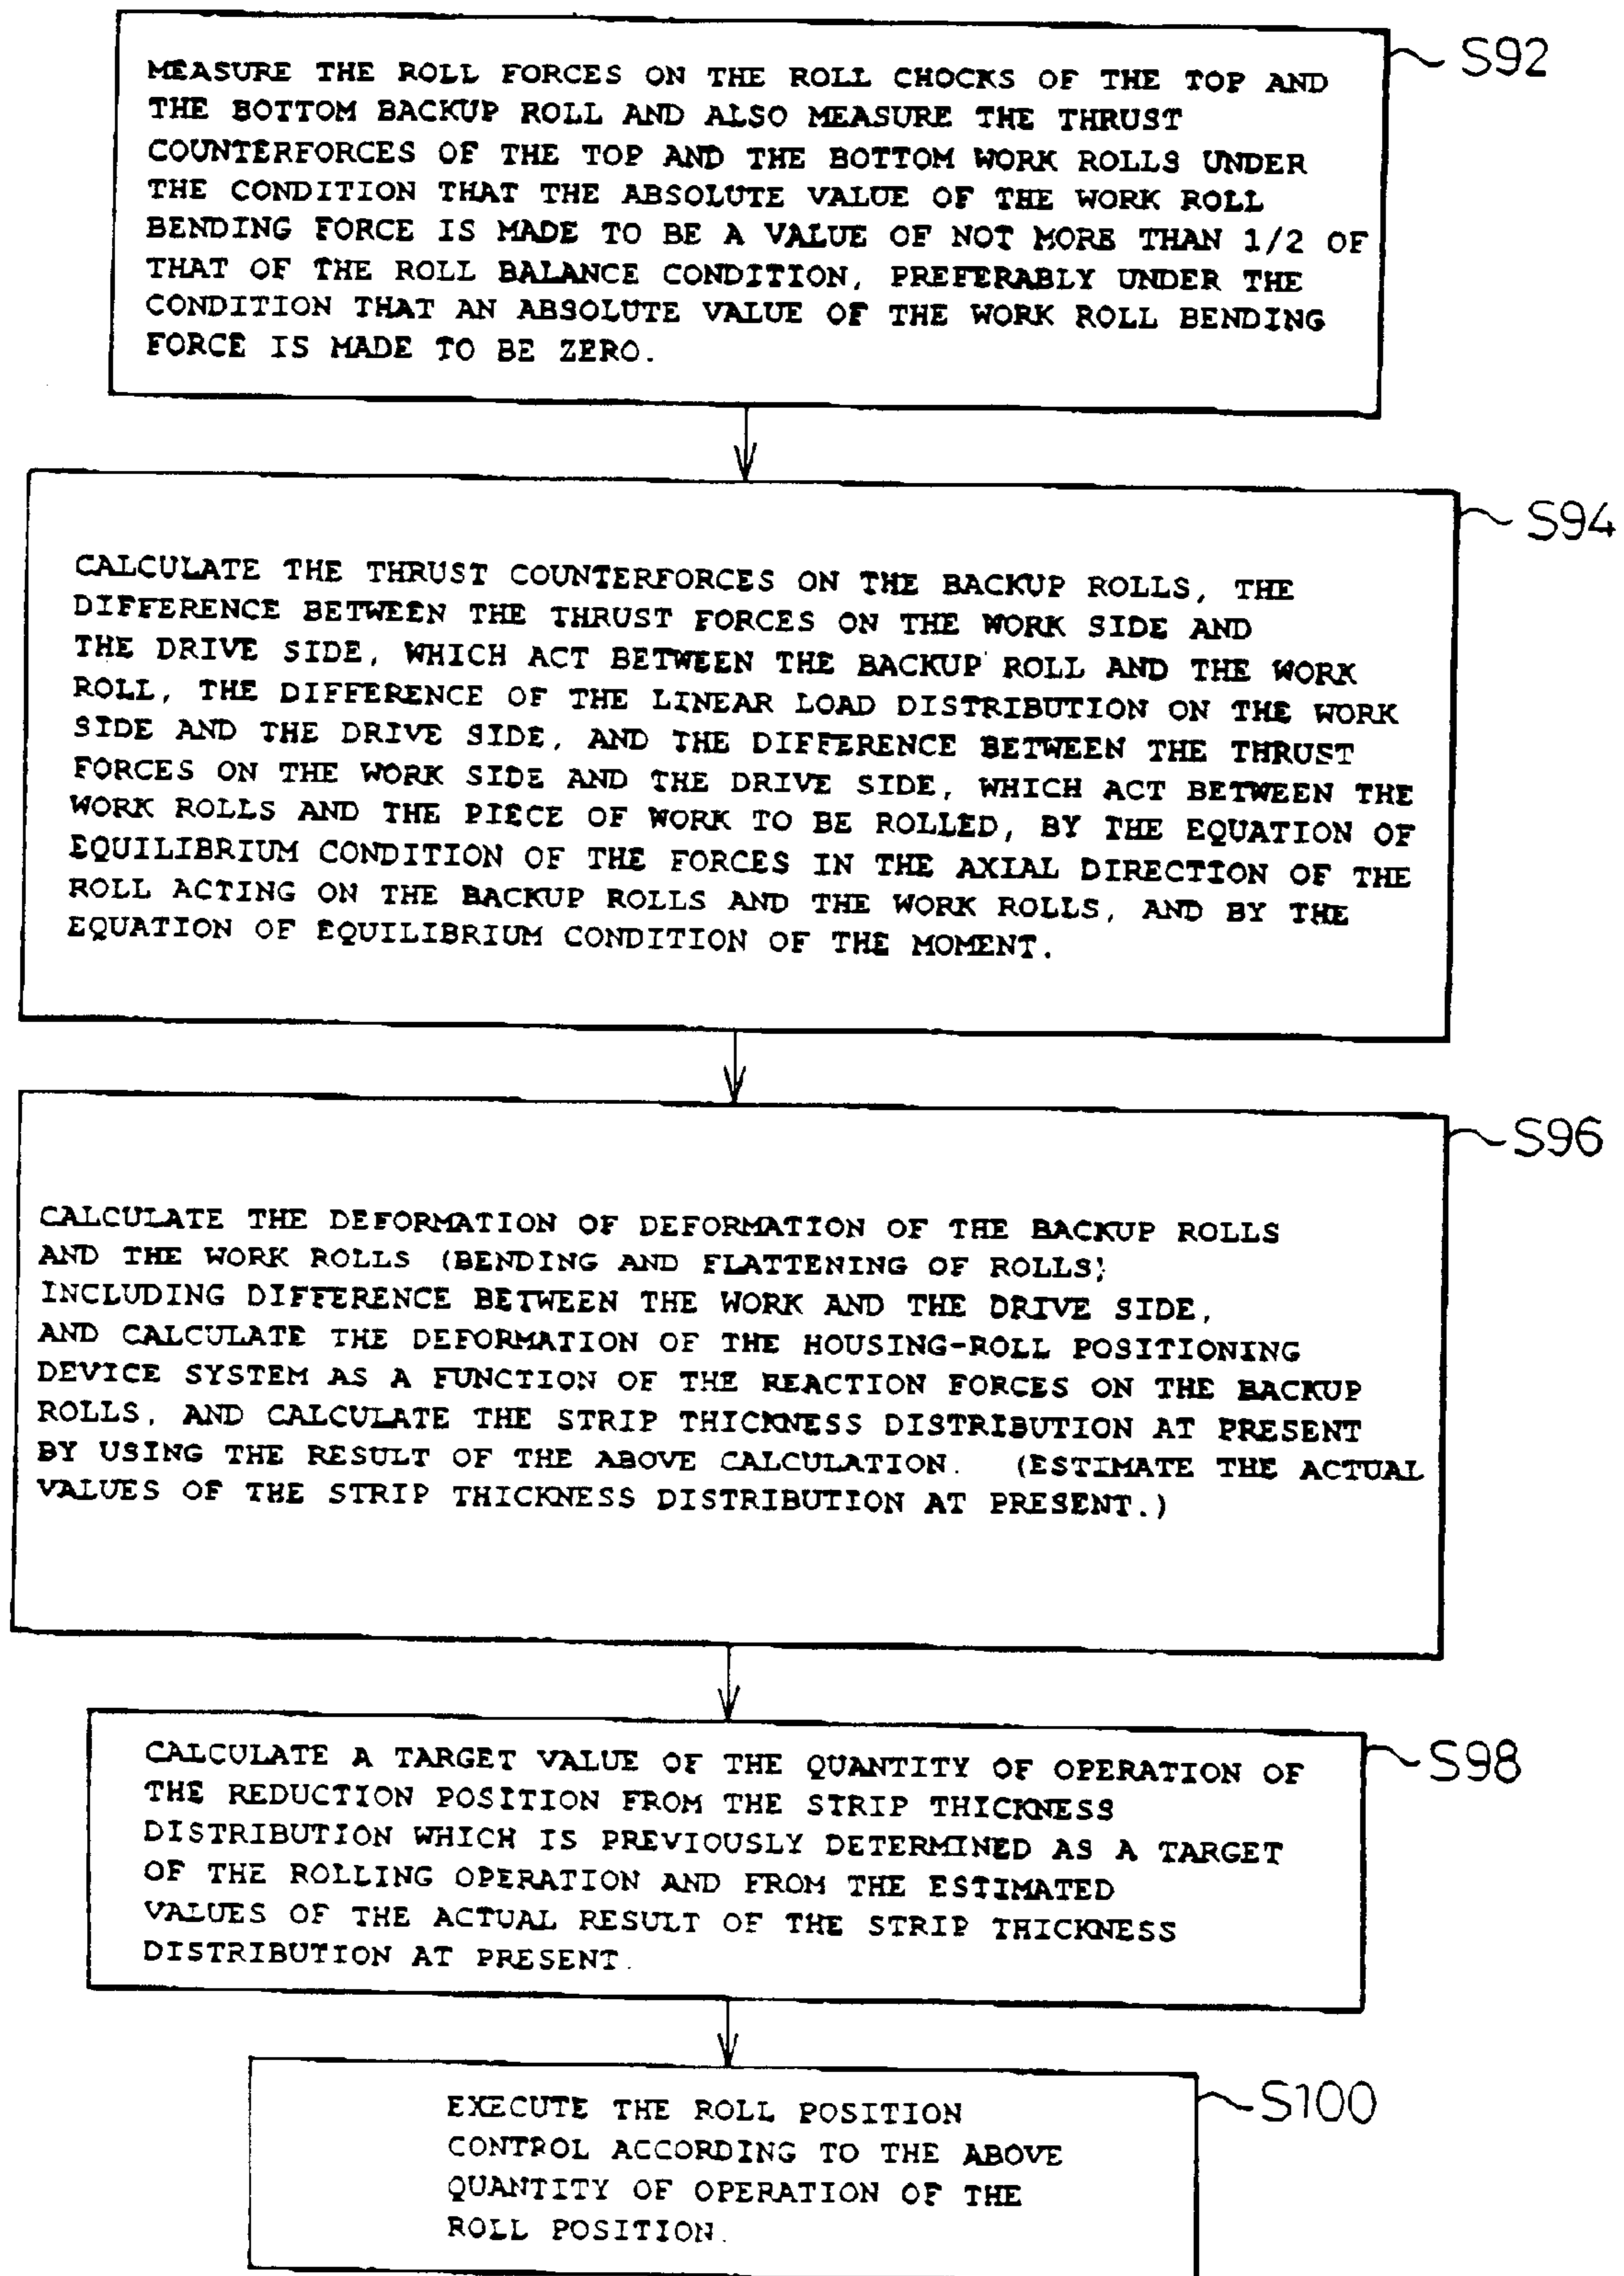 S92
MEASURE THE ROLL FORCES ON THE ROLL CHOCKS OF THE TOP AND
THE BOTTOM BACKUP ROLL AND ALSO MEASURE THE THRUST
COUNTERFORCES OF THE TOP AND THE BOTTOM WORK ROLLS UNDER
THE CONDITION THAT THE ABSOLUTE VALUE OF THE WORK ROLL
BENDING FORCE IS MADE TO BE A VALUE OF NOT MORE THAN 1/2 OF
THAT OF THE ROLL BALANCE CONDITION, PREFERABLY UNDER THE
CONDITION THAT AN ABSOLUTE VALUE OF THE WORK ROLL BENDING
FORCE IS MADE TO BE ZERO.
S94
CALCULATE THE THRUST COUNTERFORCES ON THE BACKUP ROLLS, THE
DIFFERENCE BETWEEN THE THRUST FORCES ON THE WORK SIDE AND
THE DRIVE SIDE, WHICH ACT BETWEEN THE BACKUP ROLL AND THE WORK
ROLL, THE DIFFERENCE OF THE LINEAR LOAD DISTRIBUTION ON THE WORK
SIDE AND THE DRIVE SIDE, AND THE DIFFERENCE BETWEEN THE THRUST
FORCES ON THE WORK SIDE AND THE DRIVE SIDE, WHICH ACT BETWEEN THE
WORK ROLLS AND THE PIECE OF WORK TO BE ROLLED, BY THE EQUATION OF
EQUILIBRIUM CONDITION OF THE FORCES IN THE AXIAL DIRECTION OF THE
ROLL ACTING ON THE BACKUP ROLLS AND THE WORK ROLLS, AND BY THE
EQUATION OF EQUILIBRIUM CONDITION OF THE MOMENT.
S96
CALCULATE THE DEFORMATION OF DEFORMATION OF THE BACKUP ROLLS
AND THE WORK ROLLS (BENDING AND FLATTENING OF ROLLS)
INCLUDING DIFFERENCE BETWEEN THE WORK AND THE DRIVE SIDE,
AND CALCULATE THE DEFORMATION OF THE HOUSING-ROLL POSITIONING
DEVICE SYSTEM AS A FUNCTION OF THE REACTION FORCES ON THE BACKUP
ROLLS, AND CALCULATE THE STRIP THICKNESS DISTRIBUTION AT PRESENT
BY USING THE RESULT OF THE ABOVE CALCULATION. (ESTIMATE THE ACTUAL
VALUES OF THE STRIP THICKNESS DISTRIBUTION AT PRESENT.)
S98
CALCULATE A TARGET VALUE OF THE QUANTITY OF OPERATION OF
THE REDUCTION POSITION FROM THE STRIP THICKNESS
DISTRIBUTION WHICH IS PREVIOUSLY DETERMINED AS A TARGET
OF THE ROLLING OPERATION AND FROM THE ESTIMATED
VALUES OF THE ACTUAL RESULT OF THE STRIP THICKNESS
DISTRIBUTION AT PRESENT.
S100
EXECUTE THE ROLL POSITION
CONTROL ACCORDING TO THE ABOVE
QUANTITY OF OPERATION OF THE
ROLL POSITION.